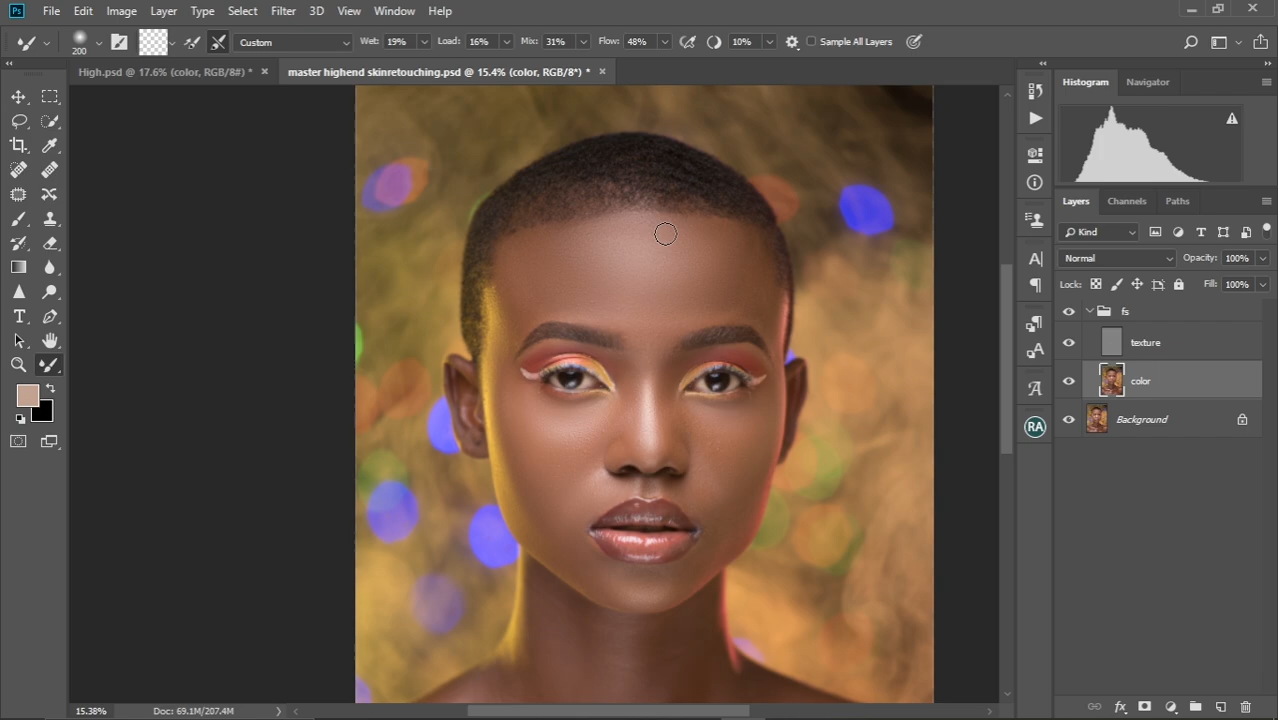 Ps File Edit Image Layer Type Select Filter 3D View Window Help
200 Custom Wet: 19% Load: 16% Mix: 31% Flow: 48% 10% Sample All Layers
High.psd @ 17.6% (color, RGB/8#) * × master highend skinretouching.psd @ 15.4% (color, RGB/8*) * ×
Histogram Navigator
Layers Channels Paths
Kind
Normal Opacity: 100%
Lock: Fill: 100%
fs
texture
color
Background
RA
15.38% Doc: 69.1M/207.4M